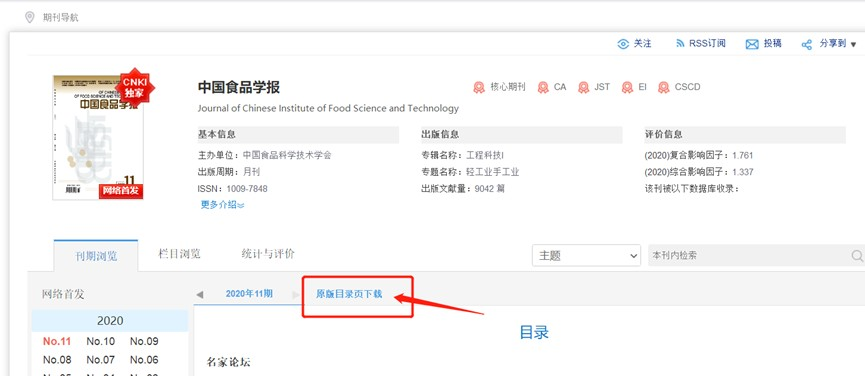 期刊导航
关注 RSS订阅 投稿 分享到
CNKI
独家
OF CHINESE INSTITUTE
OF FOOD SCIENCE AND TECHNOLOGY
中国食品学报
11
网络首发
中国食品学报
核心期刊 CA JST EI CSCD
Journal of Chinese Institute of Food Science and Technology
基本信息 出版信息 评价信息
主办单位：中国食品科学技术学会 专辑名称：工程科技I (2020)复合影响因子：1.761
出版周期：月刊 专题名称：轻工业手工业 (2020)综合影响因子：1.337
ISSN：1009-7848 出版文献量：9042 篇 该刊被以下数据库收录：
更多介绍
刊期浏览 栏目浏览 统计与评价 主题 本刊内检索
网络首发 2020年11期 原版目录页下载
2020 目录
No.11 No.10 No.09
No.08 No.07 No.06 名家论坛